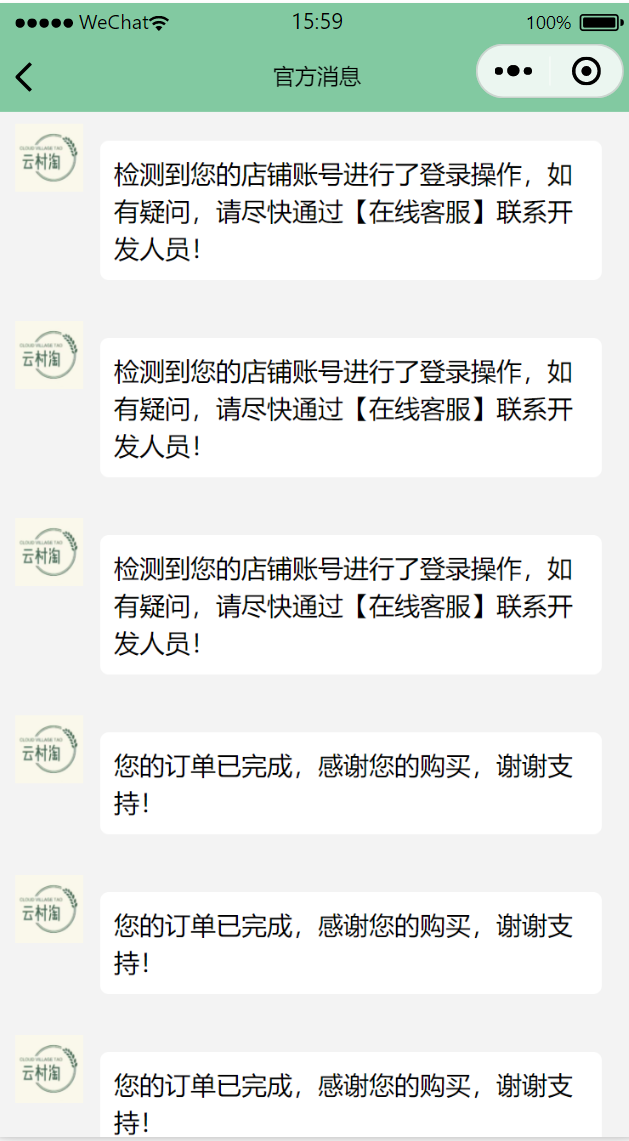 WeChat 15:59 100%
官方消息
CLOUD VILLAGE TAO
云村淘
检测到您的店铺账号进行了登录操作，如
有疑问，请尽快通过【在线客服】联系开
发人员！
CLOUD VILLAGE TAO
云村淘
检测到您的店铺账号进行了登录操作，如
有疑问，请尽快通过【在线客服】联系开
发人员！
CLOUD VILLAGE TAO
云村淘
检测到您的店铺账号进行了登录操作，如
有疑问，请尽快通过【在线客服】联系开
发人员！
CLOUD VILLAGE TAO
云村淘
您的订单已完成，感谢您的购买，谢谢支
持！
CLOUD VILLAGE TAO
云村淘
您的订单已完成，感谢您的购买，谢谢支
持！
CLOUD VILLAGE TAO
云村淘
您的订单已完成，感谢您的购买，谢谢支
持！